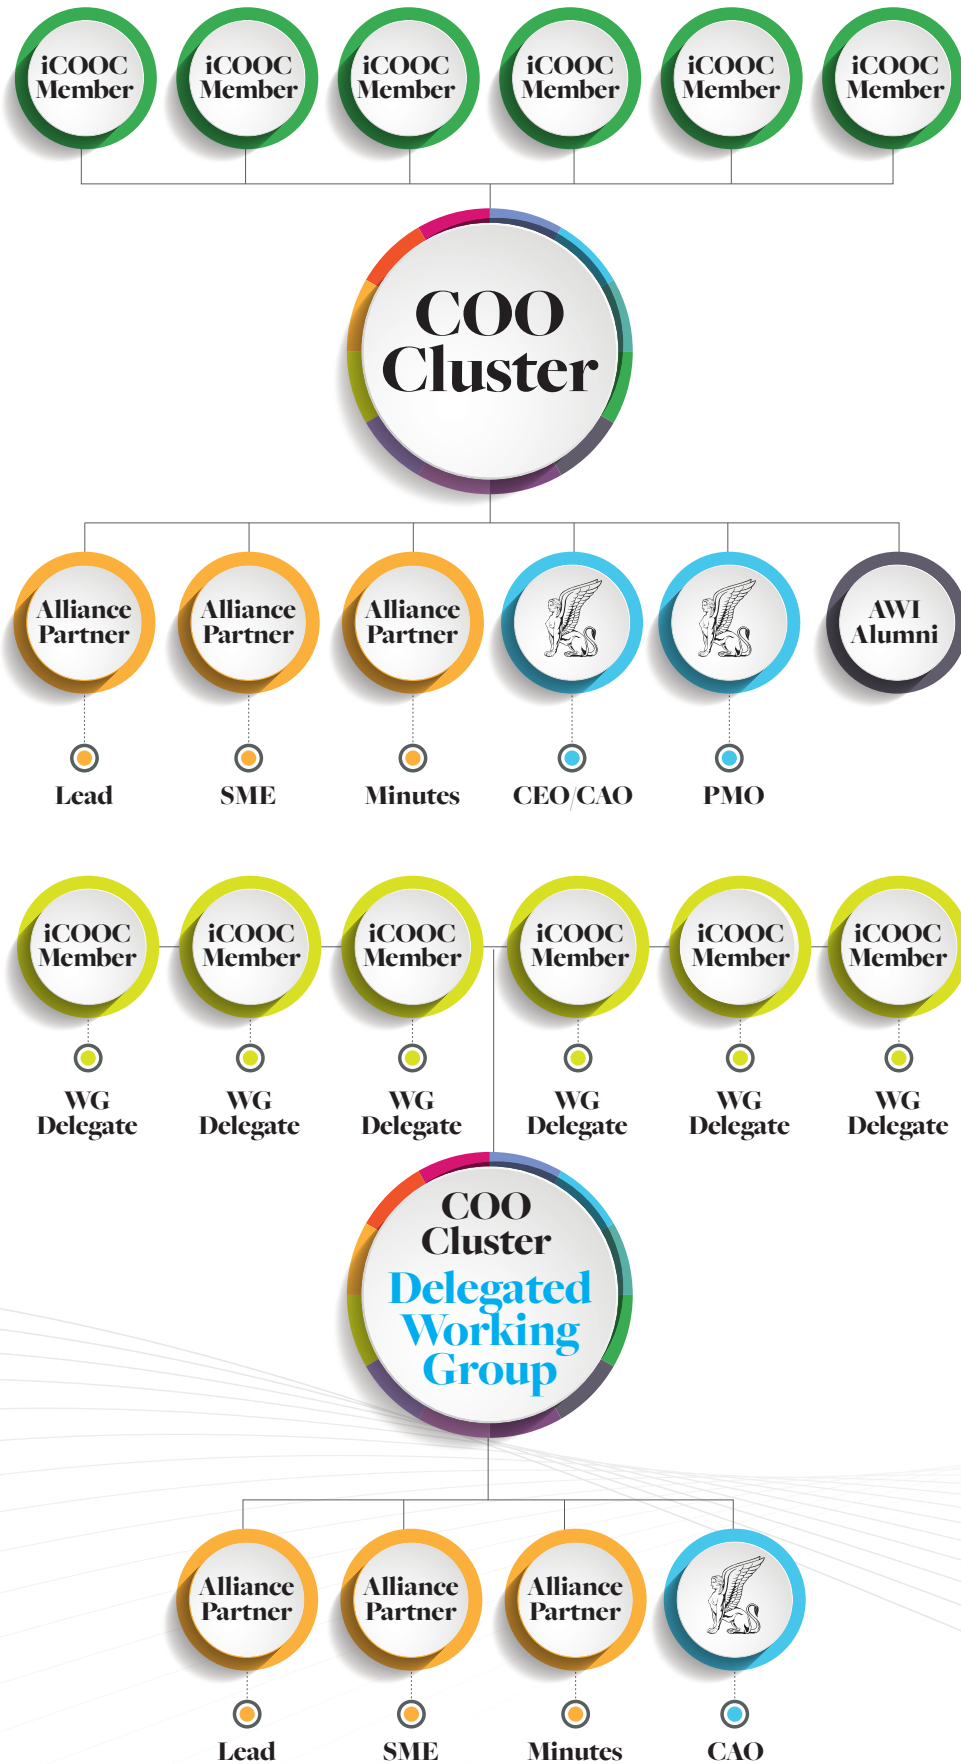 iCOOC
Member
iCOOC
Member
iCOOC
Member
iCOOC
Member
iCOOC
Member
iCOOC
Member
COO
Cluster
Alliance
Partner
Alliance
Partner
Alliance
Partner
AWI
Alumni
Lead
SME
Minutes
CEO/CAO
PMO
iCOOC
Member
iCOOC
Member
iCOOC
Member
iCOOC
Member
iCOOC
Member
iCOOC
Member
WG
Delegate
WG
Delegate
WG
Delegate
WG
Delegate
WG
Delegate
WG
Delegate
COO
Cluster
Delegated
Working
Group
Alliance
Partner
Alliance
Partner
Alliance
Partner
Lead
SME
Minutes
CAO